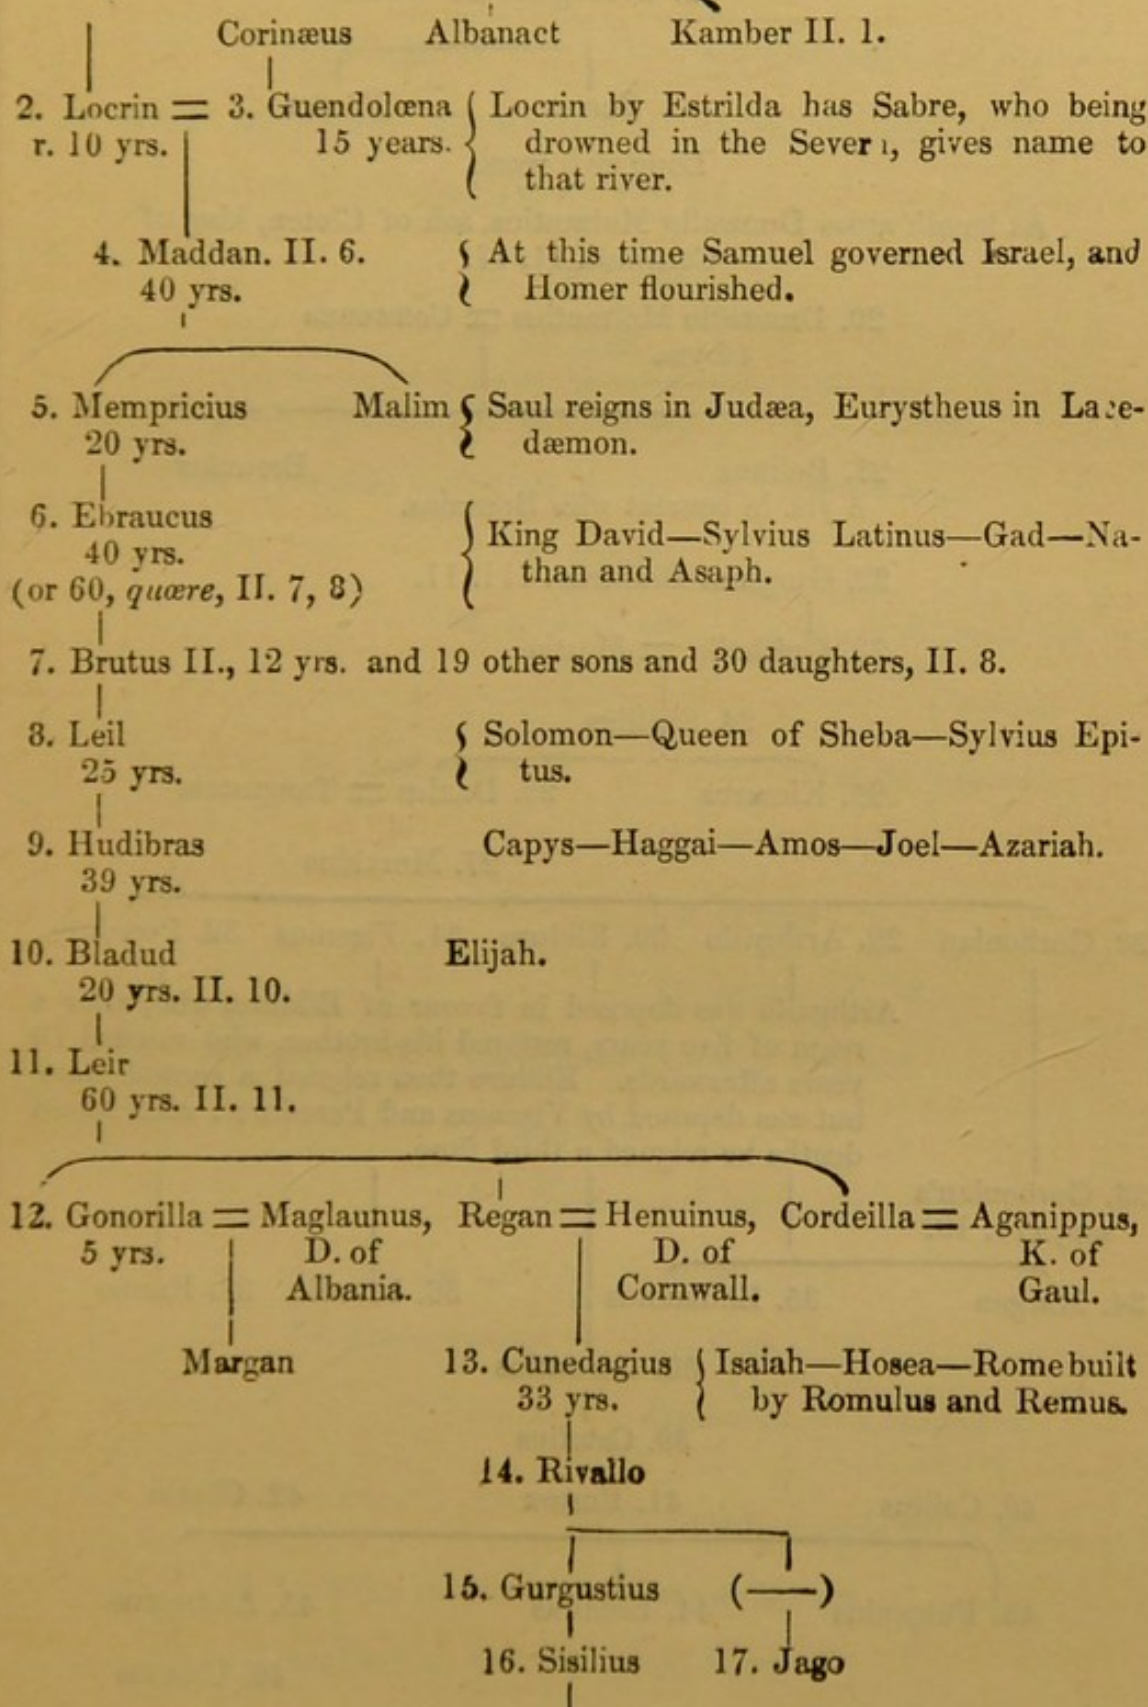 Corinæus Albanact Kamber II. 1.
2. Locrin = 3. Guendolœna { Locrin by Estrilda has Sabre, who being
r. 10 yrs. 15 years. drowned in the Sever , gives name to
that river.
4. Maddan. II. 6. { At this time Samuel governed Israel, and
40 yrs. Homer flourished.
5. Mempricius Malim { Saul reigns in Judæa, Eurystheus in Lace-
20 yrs. dæmon.
6. Ebraucus { King David—Sylvius Latinus—Gad—Na-
40 yrs. than and Asaph.
(or 60, quære, II. 7, 8)
7. Brutus II., 12 yrs. and 19 other sons and 30 daughters, II. 8.
8. Leil { Solomon—Queen of Sheba—Sylvius Epi-
25 yrs. tus.
9. Hudibras Capys—Haggai—Amos—Joel—Azariah.
39 yrs.
10. Bladud Elijah.
20 yrs. II. 10.
11. Leir
60 yrs. II. 11.
12. Gonorilla = Maglaunus, Regan = Henuinus, Cordeilla = Aganippus,
5 yrs. D. of D. of K. of
Albania. Cornwall. Gaul.
Margan 13. Cunedagius { Isaiah—Hosea—Rome built
33 yrs. by Romulus and Remus.
14. Rivallo
15. Gurgustius (——)
16. Sisilius 17. Jago